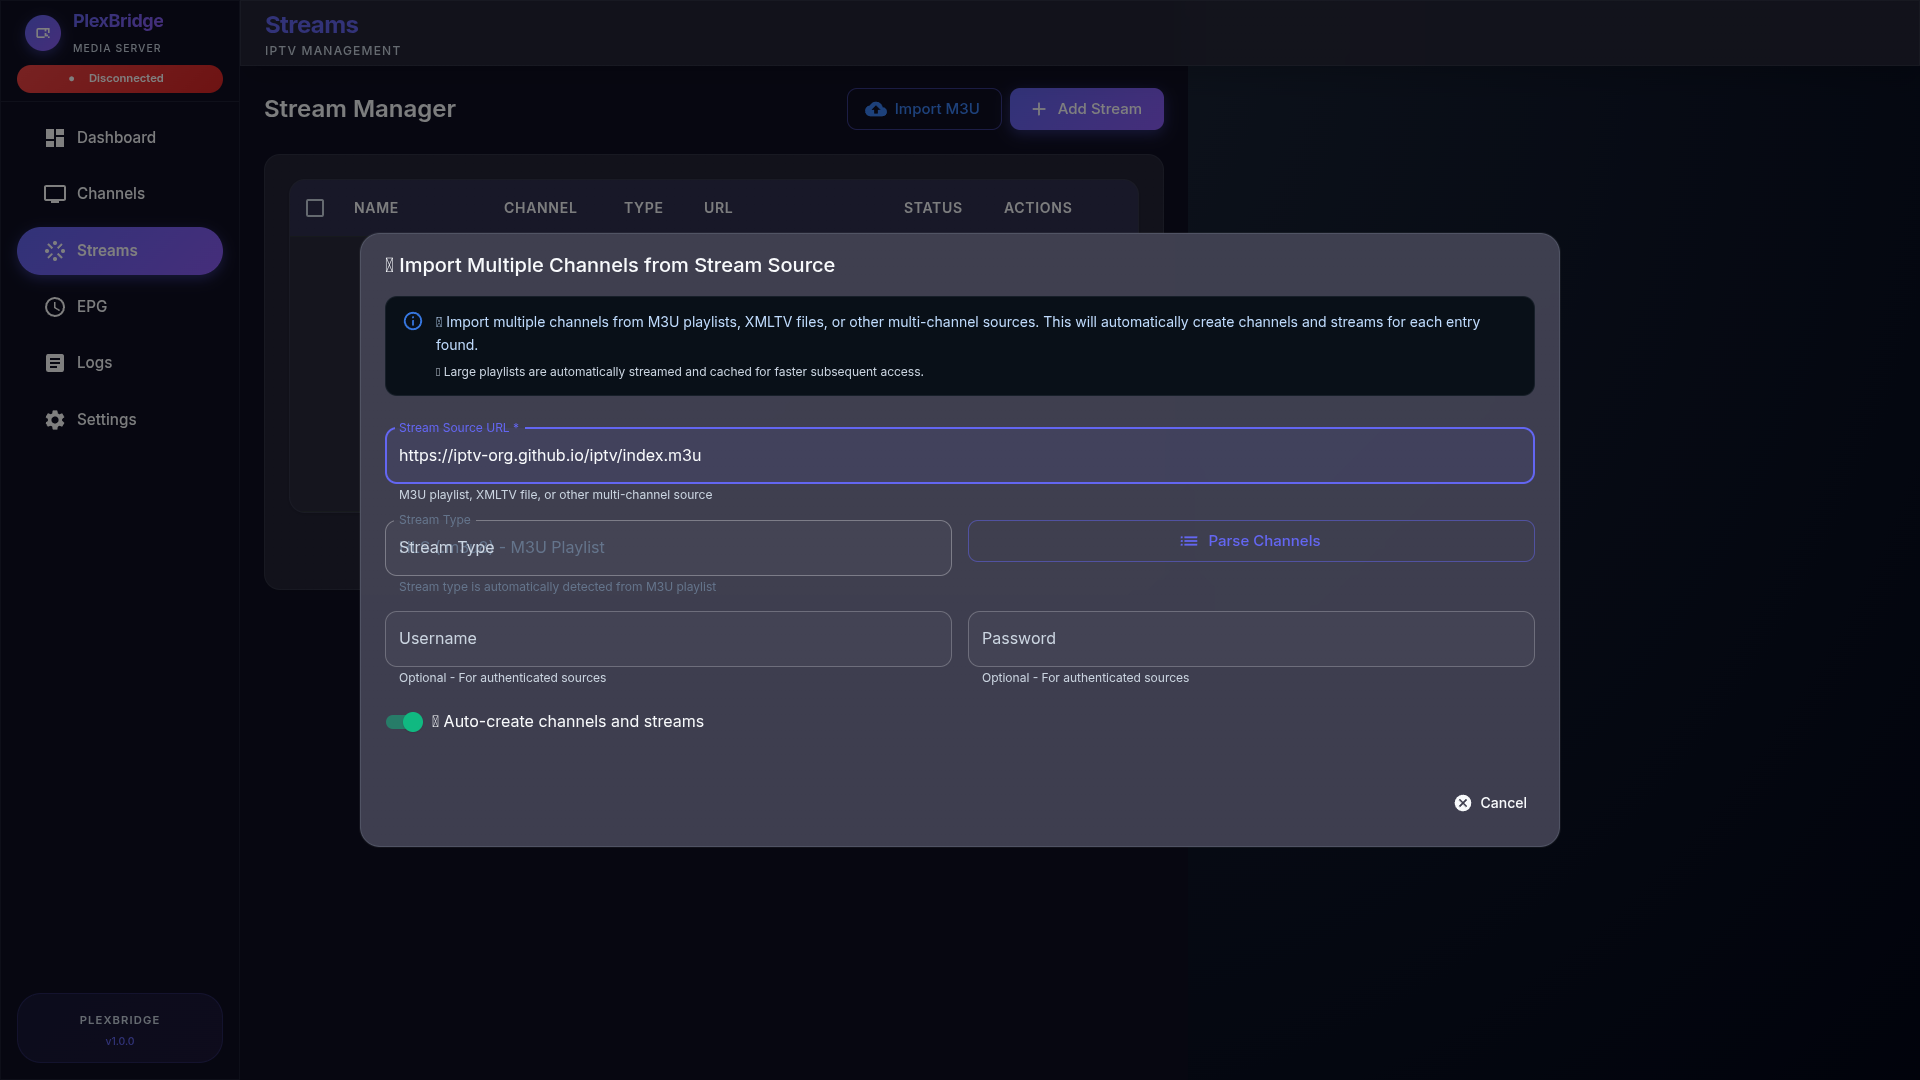 PlexBridge
MEDIA SERVER
Disconnected
Dashboard
Channels
Streams
EPG
Logs
Settings
PLEXBRIDGE
v1.0.0
Streams
IPTV MANAGEMENT
Stream Manager
Import M3U
Add Stream
NAME CHANNEL TYPE URL STATUS ACTIONS
Import Multiple Channels from Stream Source
Import multiple channels from M3U playlists, XMLTV files, or other multi-channel sources. This will automatically create channels and streams for each entry
found.
Large playlists are automatically streamed and cached for faster subsequent access.
Stream Source URL *
https://iptv-org.github.io/iptv/index.m3u
M3U playlist, XMLTV file, or other multi-channel source
Stream Type
Stream Type - M3U Playlist
Stream type is automatically detected from M3U playlist
Parse Channels
Username
Optional - For authenticated sources
Password
Optional - For authenticated sources
Auto-create channels and streams
Cancel